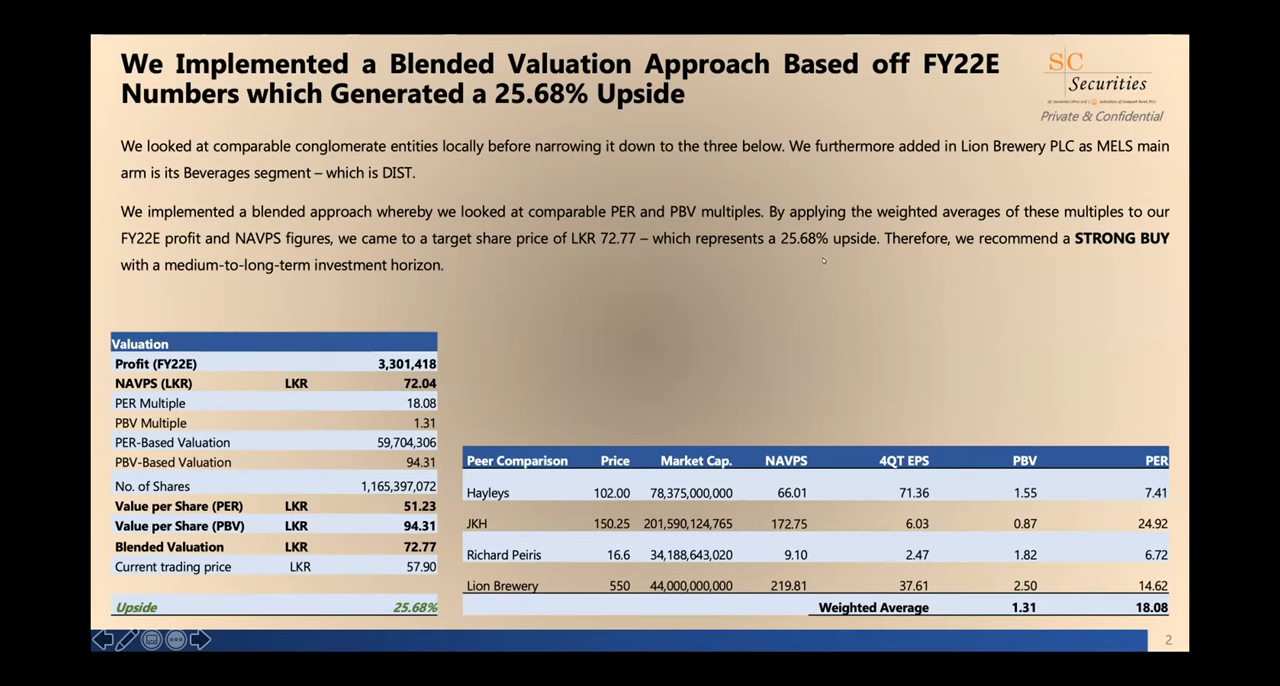 We Implemented a Blended Valuation Approach Based off FY22E
Numbers which Generated a 25.68% Upside
SC
Securities
Private & Confidential
We looked at comparable conglomerate entities locally before narrowing it down to the three below. We furthermore added in Lion Brewery PLC as MELS main
arm is its Beverages segment – which is DIST.
We implemented a blended approach whereby we looked at comparable PER and PBV multiples. By applying the weighted averages of these multiples to our
FY22E profit and NAVPS figures, we came to a target share price of LKR 72.77 – which represents a 25.68% upside. Therefore, we recommend a STRONG BUY
with a medium-to-long-term investment horizon.
Valuation
Profit (FY22E) 3,301,418
NAVPS (LKR) LKR 72.04
PER Multiple 18.08
PBV Multiple 1.31
PER-Based Valuation 59,704,306
PBV-Based Valuation 94.31
No. of Shares 1,165,397,072
Value per Share (PER) LKR 51.23
Value per Share (PBV) LKR 94.31
Blended Valuation LKR 72.77
Current trading price LKR 57.90
Upside 25.68%
Peer Comparison Price Market Cap. NAVPS 4QT EPS PBV PER
Hayleys 102.00 78,375,000,000 66.01 71.36 1.55 7.41
JKH 150.25 201,590,124,765 172.75 6.03 0.87 24.92
Richard Peiris 16.6 34,188,643,020 9.10 2.47 1.82 6.72
Lion Brewery 550 44,000,000,000 219.81 37.61 2.50 14.62
Weighted Average 1.31 18.08
2